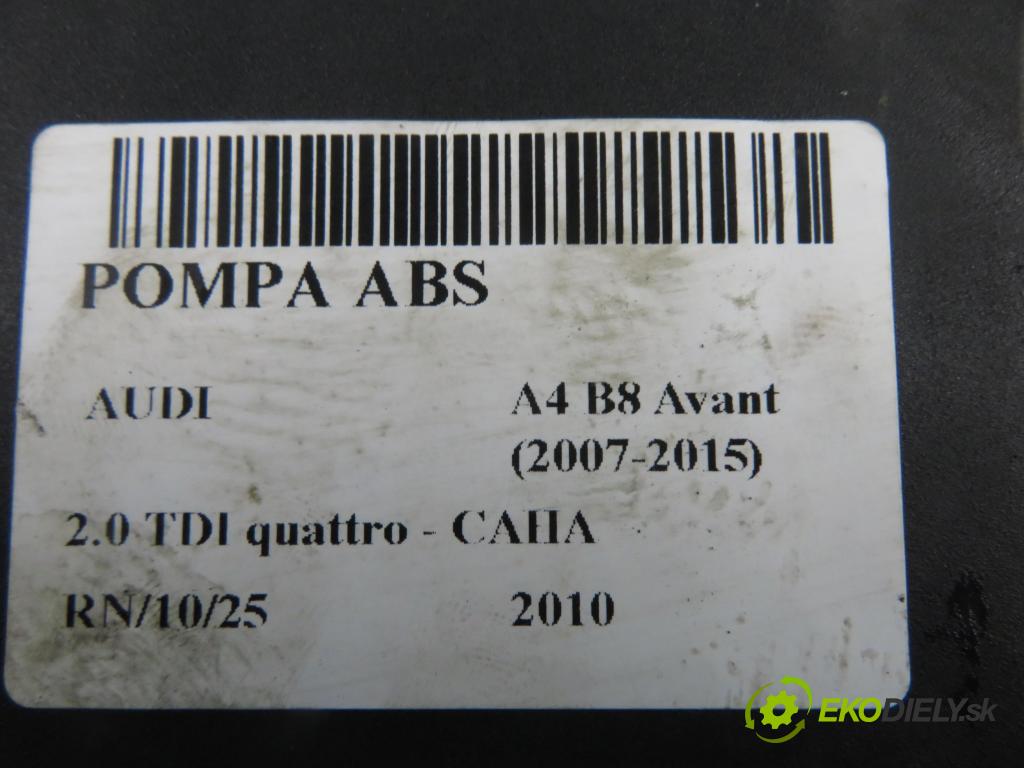 POMPA ABS
AUDI A4 B8 Avant
(2007-2015)
2.0 TDI quattro - CAHA
RN/10/25 2010
EKODIELY.sk